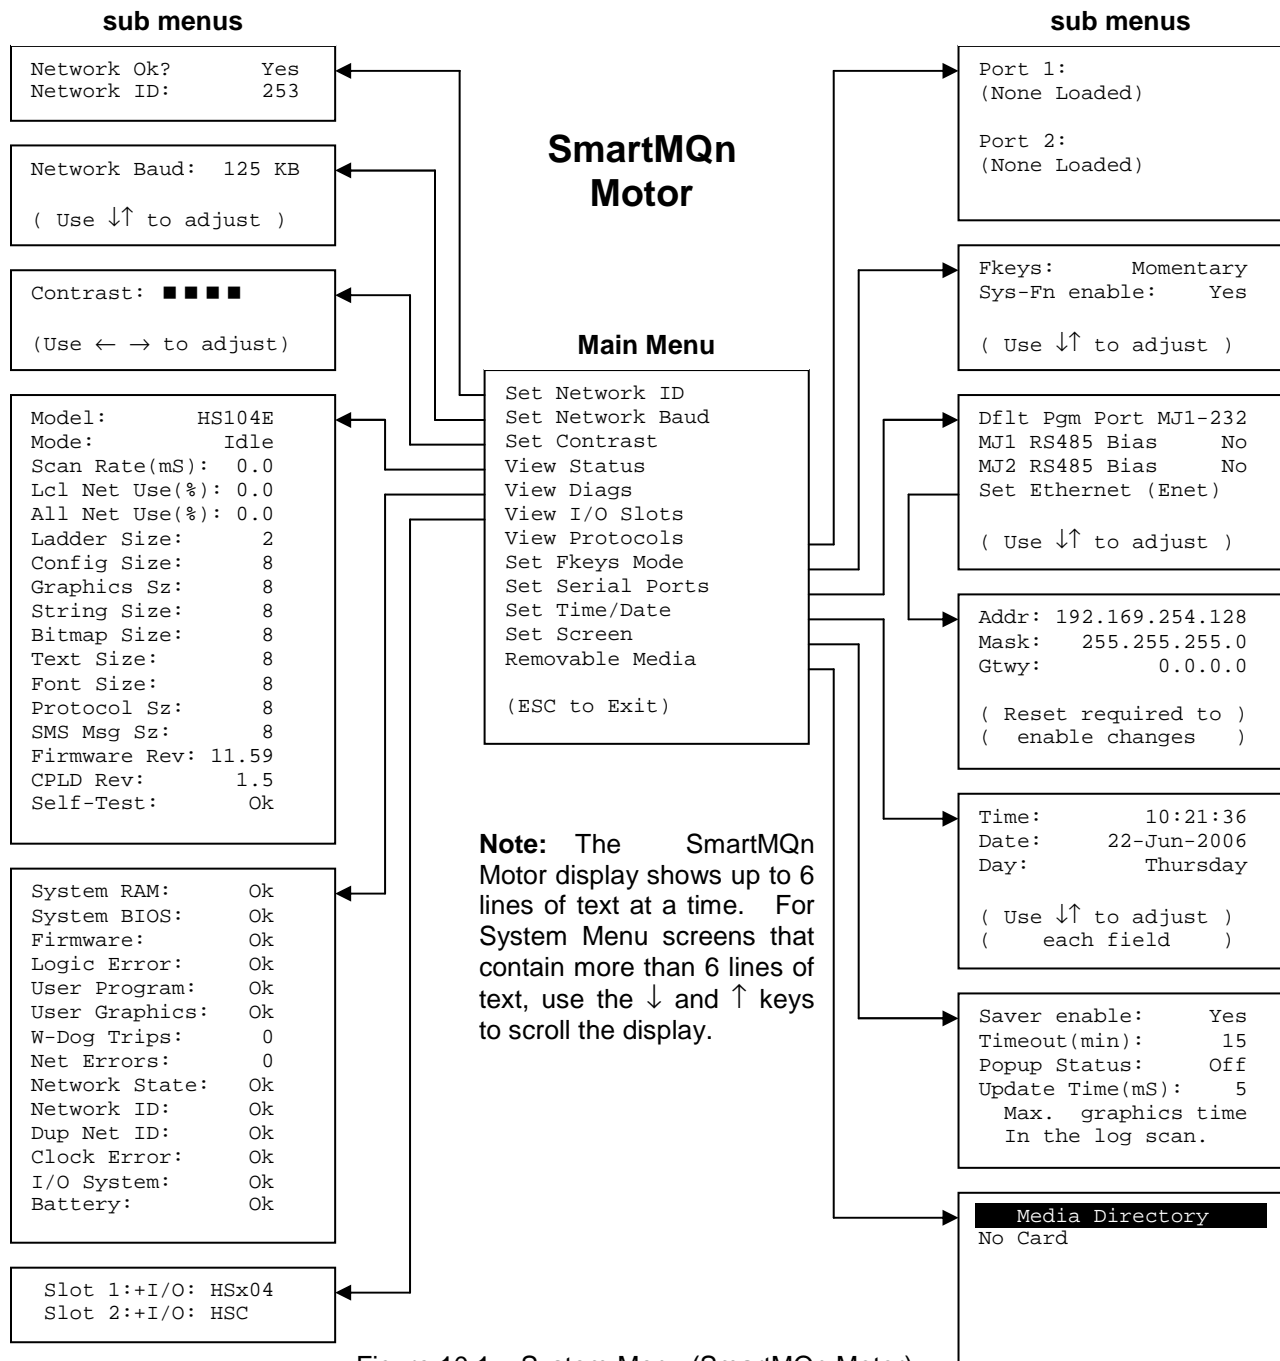 sub menus
Network Ok? Yes
Network ID: 253
Network Baud: 125 KB
( Use ↓↑ to adjust )
Contrast: ■ ■ ■ ■
(Use ← → to adjust)
Model: HS104E
Mode: Idle
Scan Rate(mS): 0.0
Lcl Net Use(%): 0.0
All Net Use(%): 0.0
Ladder Size: 2
Config Size: 8
Graphics Sz: 8
String Size: 8
Bitmap Size: 8
Text Size: 8
Font Size: 8
Protocol Sz: 8
SMS Msg Sz: 8
Firmware Rev: 11.59
CPLD Rev: 1.5
Self-Test: Ok
System RAM: Ok
System BIOS: Ok
Firmware: Ok
Logic Error: Ok
User Program: Ok
User Graphics: Ok
W-Dog Trips: 0
Net Errors: 0
Network State: Ok
Network ID: Ok
Dup Net ID: Ok
Clock Error: Ok
I/O System: Ok
Battery: Ok
Slot 1:+I/O: HSx04
Slot 2:+I/O: HSC
SmartMQn
Motor
Main Menu
Set Network ID
Set Network Baud
Set Contrast
View Status
View Diags
View I/O Slots
View Protocols
Set Fkeys Mode
Set Serial Ports
Set Time/Date
Set Screen
Removable Media
(ESC to Exit)
Note: The SmartMQn
Motor display shows up to 6
lines of text at a time. For
System Menu screens that
contain more than 6 lines of
text, use the ↓ and ↑ keys
to scroll the display.
sub menus
Port 1:
(None Loaded)
Port 2:
(None Loaded)
Fkeys: Momentary
Sys-Fn enable: Yes
( Use ↓↑ to adjust )
Dflt Pgm Port MJ1-232
MJ1 RS485 Bias No
MJ2 RS485 Bias No
Set Ethernet (Enet)
( Use ↓↑ to adjust )
Addr: 192.169.254.128
Mask: 255.255.255.0
Gtwy: 0.0.0.0
( Reset required to )
( enable changes )
Time: 10:21:36
Date: 22-Jun-2006
Day: Thursday
( Use ↓↑ to adjust )
( each field )
Saver enable: Yes
Timeout(min): 15
Popup Status: Off
Update Time(mS): 5
Max. graphics time
In the log scan.
Media Directory
No Card
Figure 10.1 – System Menu (SmartMQn Motor)